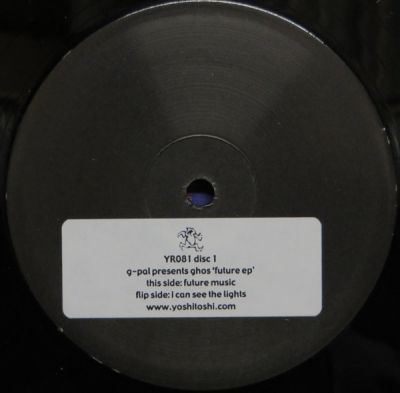 YR081 disc 1
g-pal presents ghos 'future ep'
this side: future music
flip side: i can see the lights
www.yoshitoshi.com